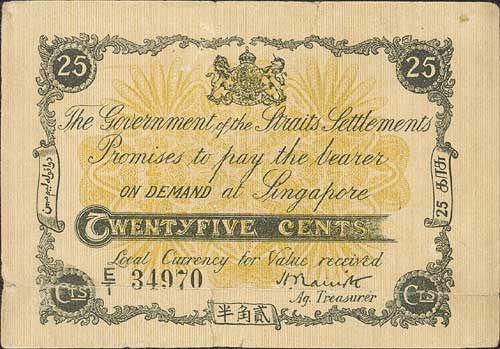 25 25
The Government of the Straits Settlements
Promises to pay the bearer
ON DEMAND at Singapore
TWENTYFIVE CENTS
Local Currency for Value received
E/1 34970
Ag. Treasurer
25 காசு
CTS CTS
半角貳